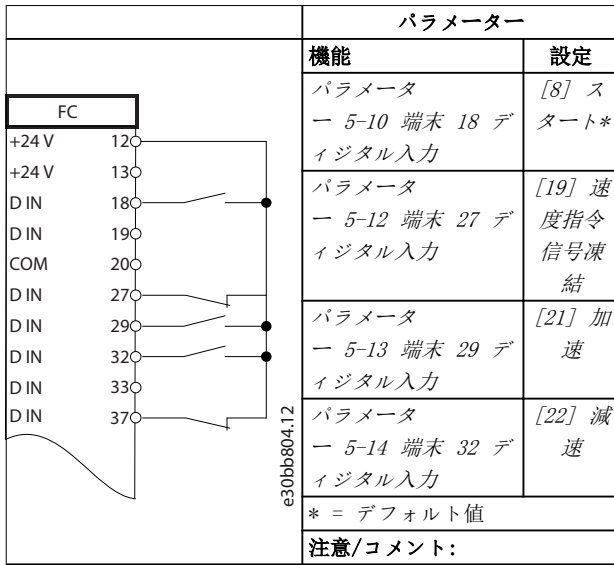 パラメーター
機能 設定
FC
+24 V 12
+24 V 13
D IN 18
D IN 19
COM 20
D IN 27
D IN 29
D IN 32
D IN 33
D IN 37
e30bb804.12
パラメータ
ー 5-10 端末 18 デ
ィジタル入力
[8] ス
タート*
パラメータ
ー 5-12 端末 27 デ
ィジタル入力
[19] 速
度指令
信号凍
結
パラメータ
ー 5-13 端末 29 デ
ィジタル入力
[21] 加
速
パラメータ
ー 5-14 端末 32 デ
ィジタル入力
[22] 減
速
* = デフォルト値
注意/コメント: